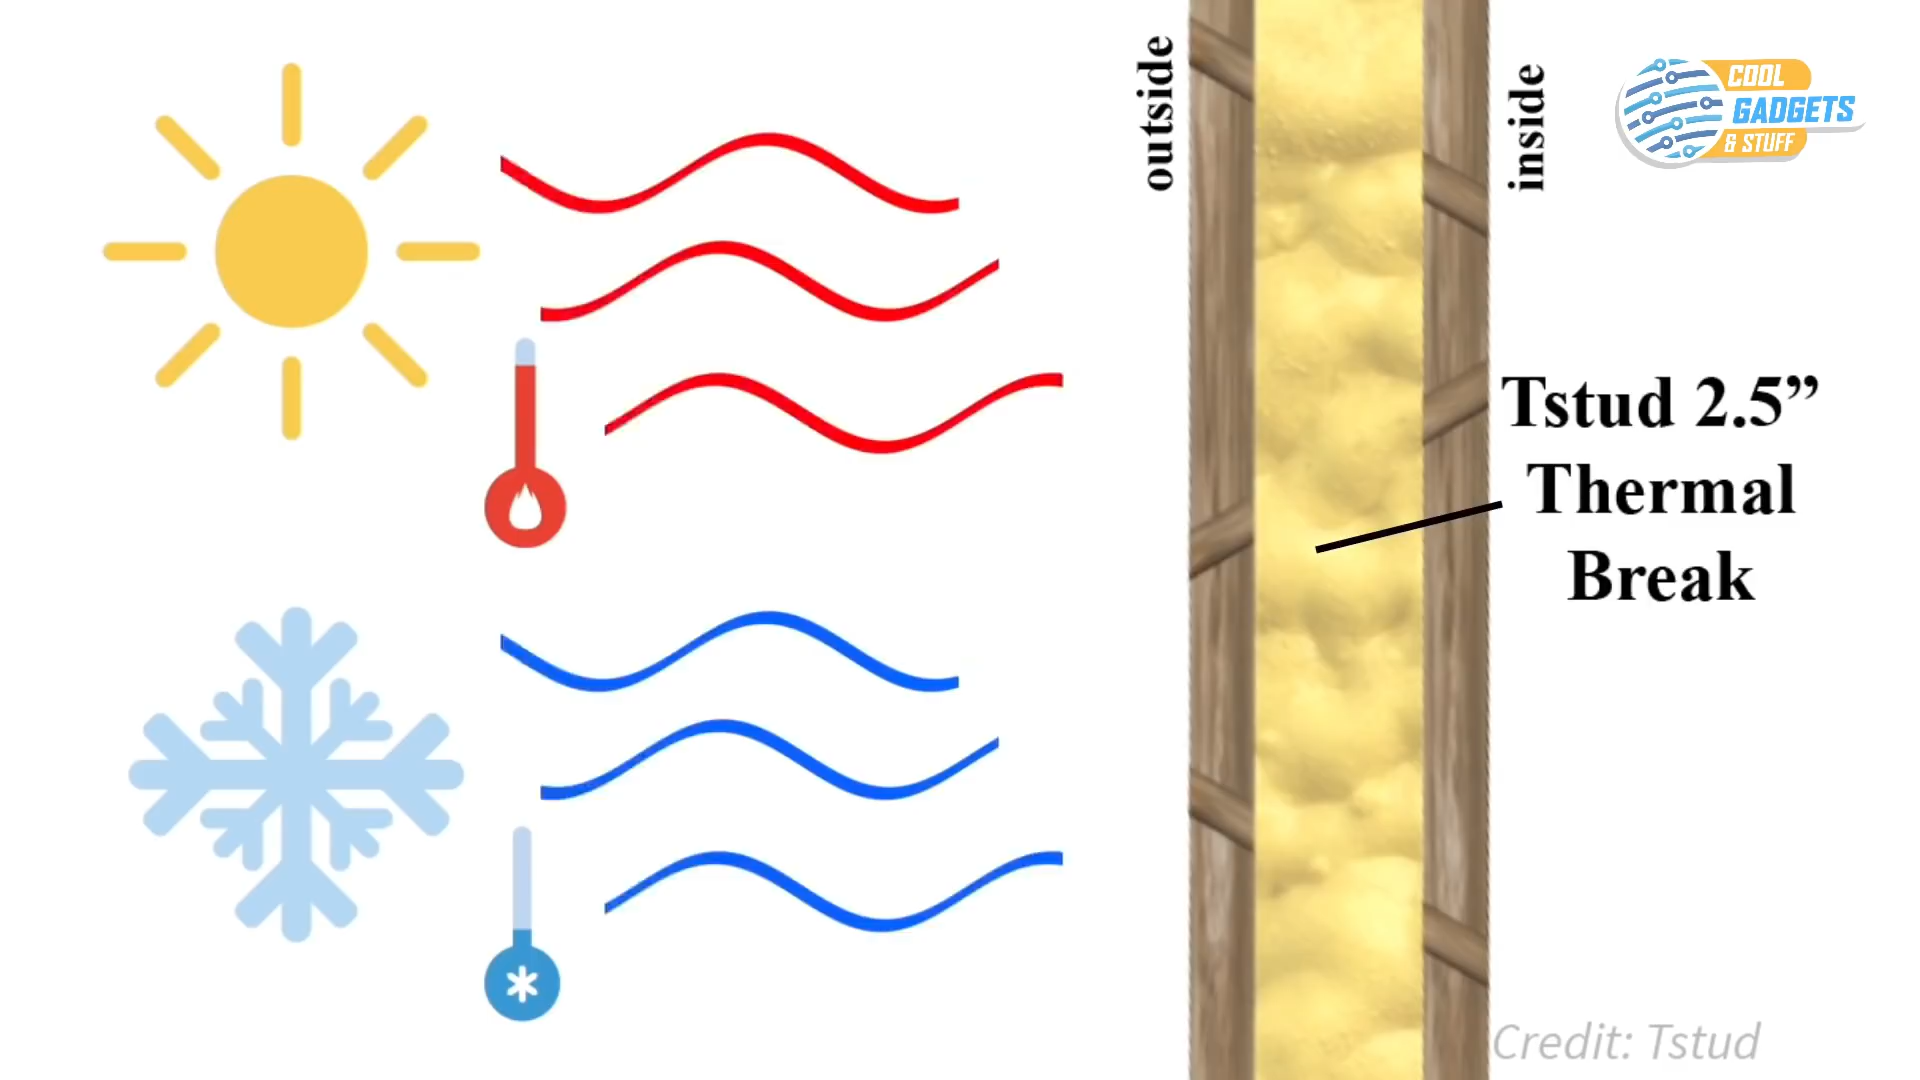 outside
inside
COOL
GADGETS
& STUFF
Tstud 2.5”
Thermal
Break
Credit: Tstud